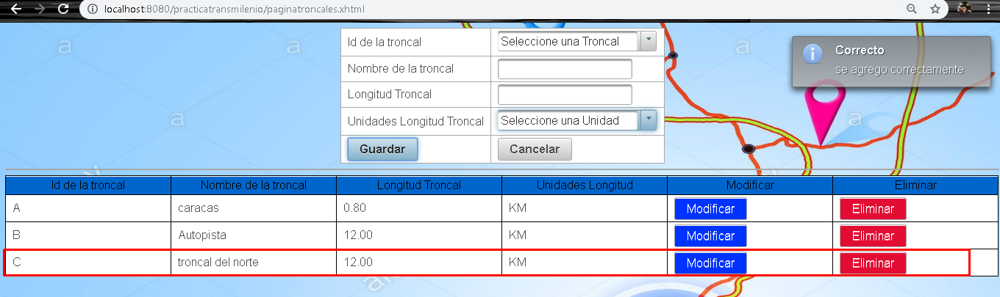 localhost:8080/practicatransmilenio/paginatroncales.xhtml
Id de la troncal Seleccione una Troncal
Nombre de la troncal
Longitud Troncal
Unidades Longitud Troncal Seleccione una Unidad
Guardar Cancelar
Correcto
se agrego correctamente
Id de la troncal Nombre de la troncal Longitud Troncal Unidades Longitud Modificar Eliminar
A caracas 0.80 KM Modificar Eliminar
B Autopista 12.00 KM Modificar Eliminar
C troncal del norte 12.00 KM Modificar Eliminar
a
a
a
a
a